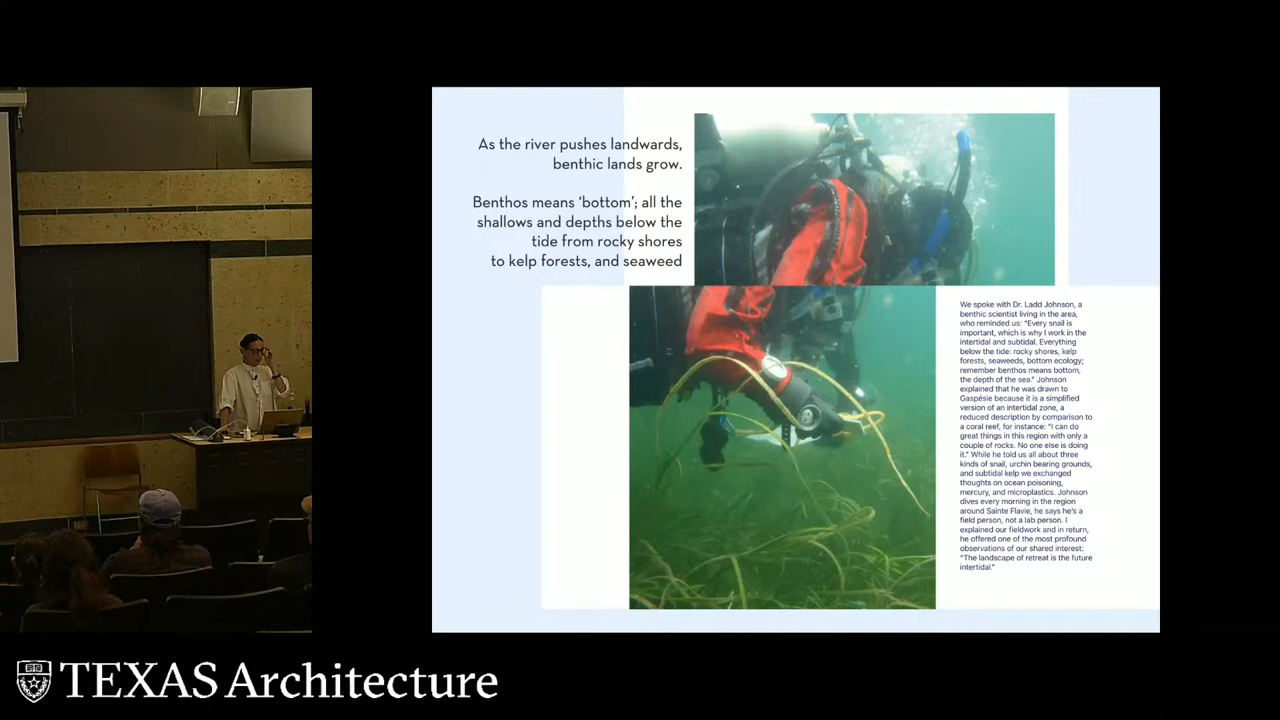 As the river pushes landwards,
benthic lands grow.
Benthos means ‘bottom’; all the
shallows and depths below the
tide from rocky shores
to kelp forests, and seaweed
We spoke with Dr. Ladd Johnson, a
benthic scientist living in the area,
who reminded us: “Every snail is
important, which is why I work in the
intertidal and subtidal. Everything
below the tide: rocky shores, kelp
forests, seaweeds, bottom ecology;
remember benthos means bottom,
the depth of the sea.” Johnson
explained that he was drawn to
Gaspésie because it is a simplified
version of an intertidal zone, a
reduced description by comparison to
a coral reef, for instance: “I can do
great things in this region with only a
couple of rocks. No one else is doing
it.” While he told us all about three
kinds of snail, urchin bearing grounds,
and subtidal kelp we exchanged
thoughts on ocean poisoning,
mercury, and microplastics. Johnson
dives every morning in the region
around Sainte Flavie, he says he’s a
field person, not a lab person. I
explained our fieldwork and in return,
he offered one of the most profound
observations of our shared interest:
“The landscape of retreat is the future
intertidal.”
TEXAS Architecture